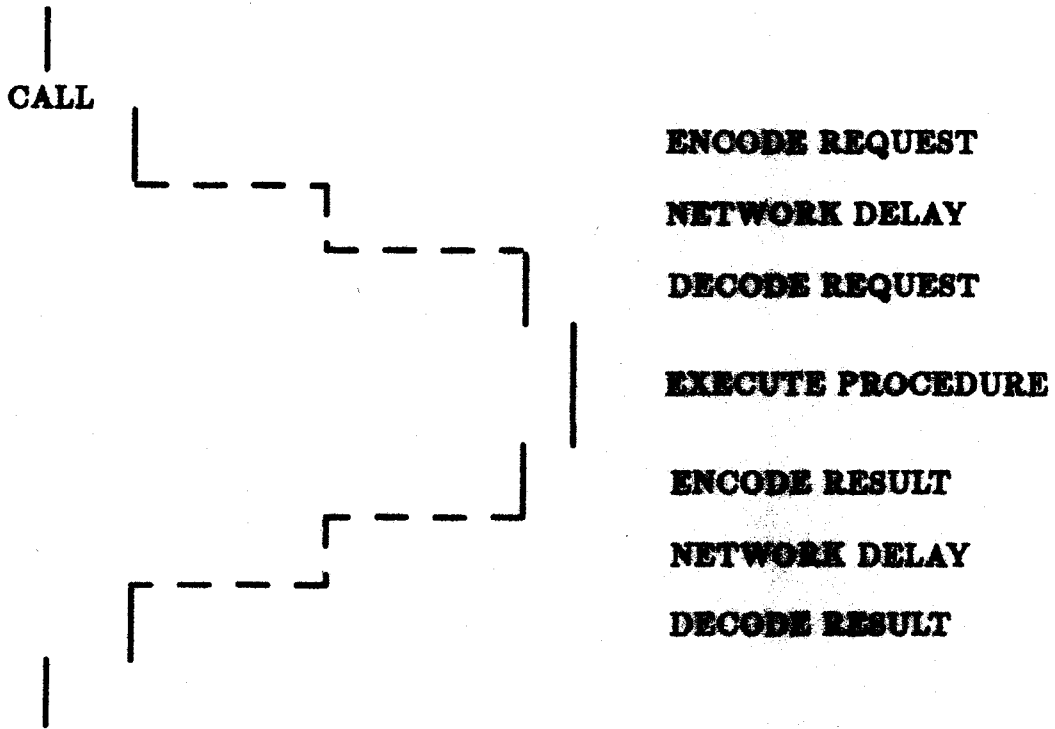 CALL
ENCODE REQUEST
NETWORK DELAY
DECODE REQUEST
EXECUTE PROCEDURE
ENCODE RESULT
NETWORK DELAY
DECODE RESULT